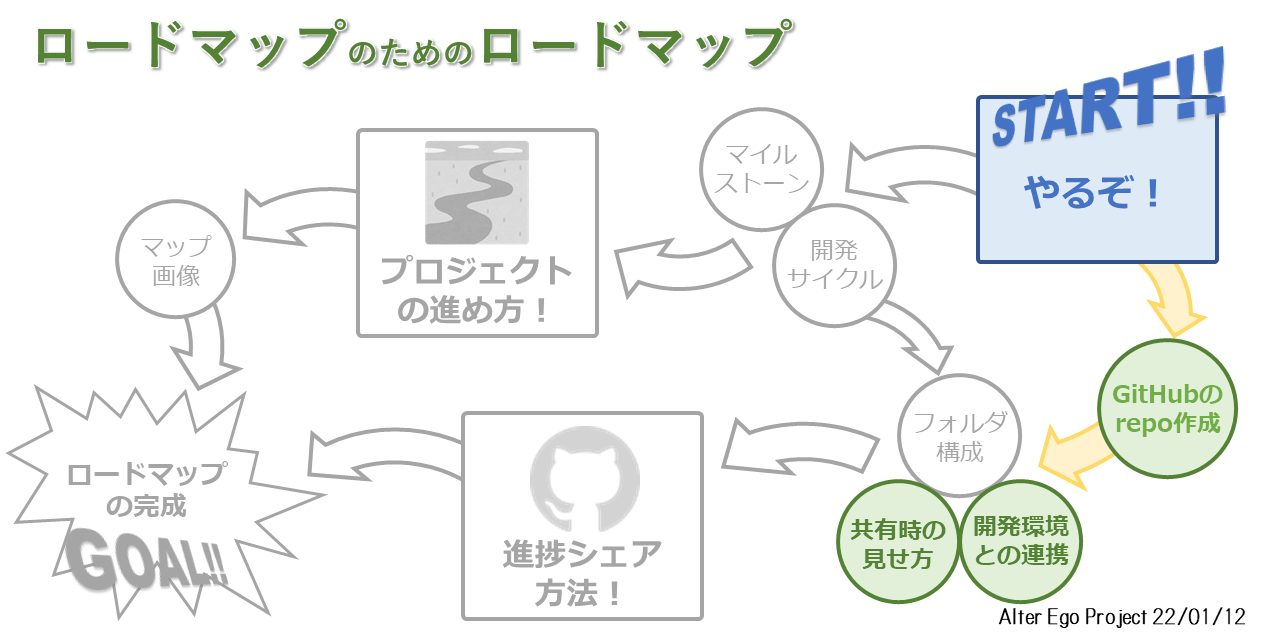 ロードマップのためのロードマップ
START!!
やるぞ！
マイル
ストーン
開発
サイクル
プロジェクト
の進め方！
マップ
画像
GitHubの
repo作成
フォルダ
構成
共有時の
見せ方
開発環境
との連携
進捗シェア
方法！
ロードマップ
の完成
GOAL!!
Alter Ego Project 22/01/12